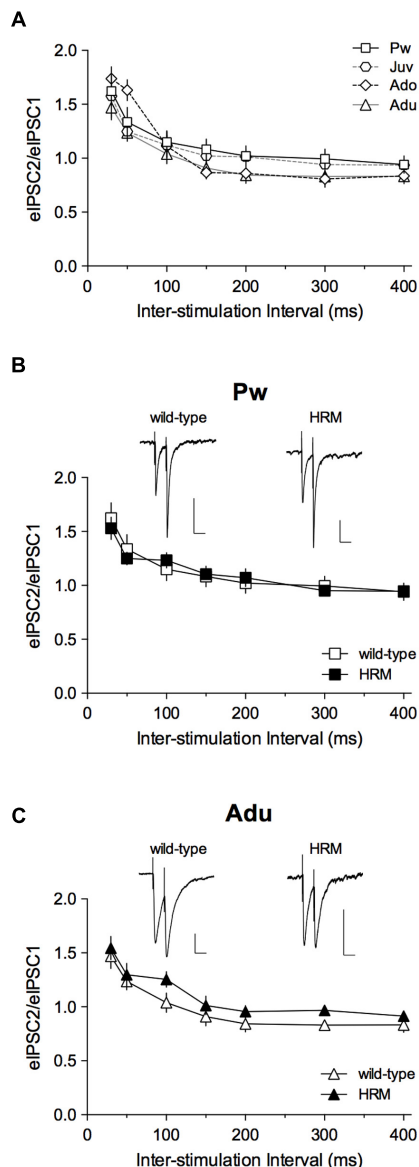 A
2.0
1.5
1.0
0.5
0.0
eIPSC2/eIPSC1
Pw
Juv
Ado
Adu
0 100 200 300 400
Inter-stimulation Interval (ms)
B
Pw
wild-type HRM
2.0
1.5
1.0
0.5
0.0
eIPSC2/eIPSC1
wild-type
HRM
0 100 200 300 400
Inter-stimulation Interval (ms)
C
Adu
wild-type HRM
2.0
1.5
1.0
0.5
0.0
eIPSC2/eIPSC1
wild-type
HRM
0 100 200 300 400
Inter-stimulation Interval (ms)